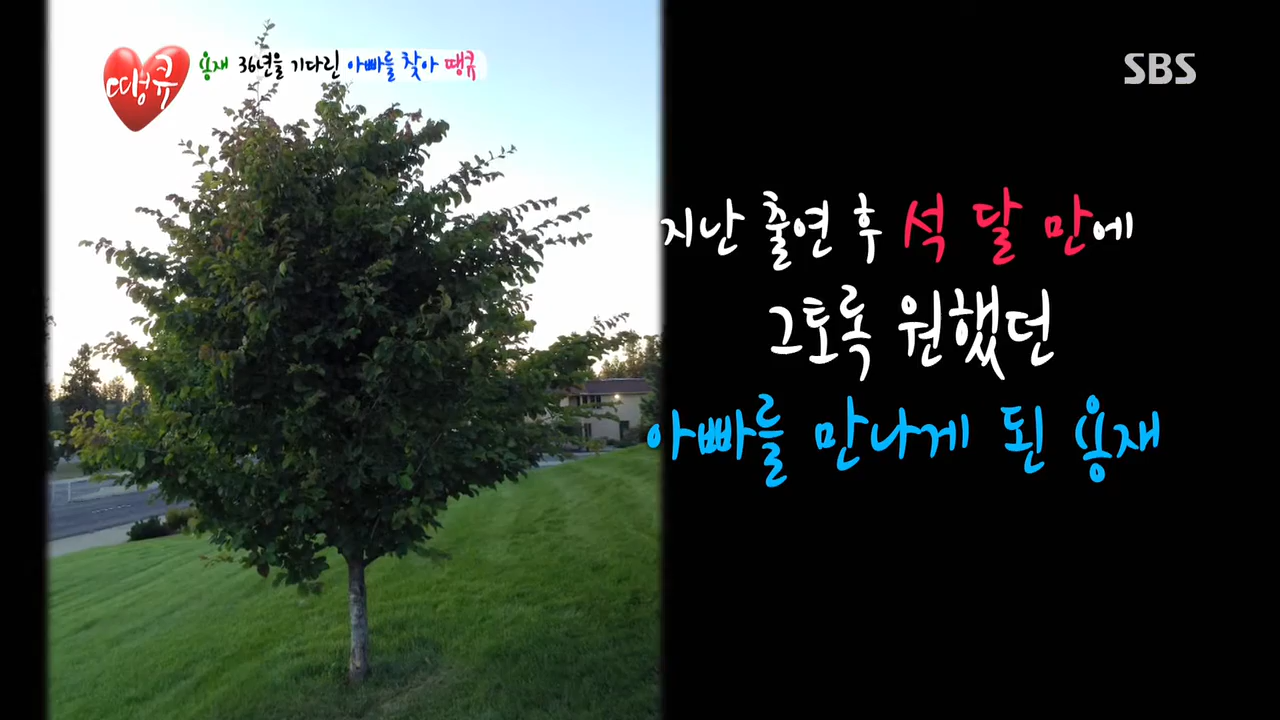 땡큐
용재 36년을 기다린 아빠를 찾아 땡큐
SBS
지난 출연 후 석 달 만에
그토록 원했던
아빠를 만나게 된 용재